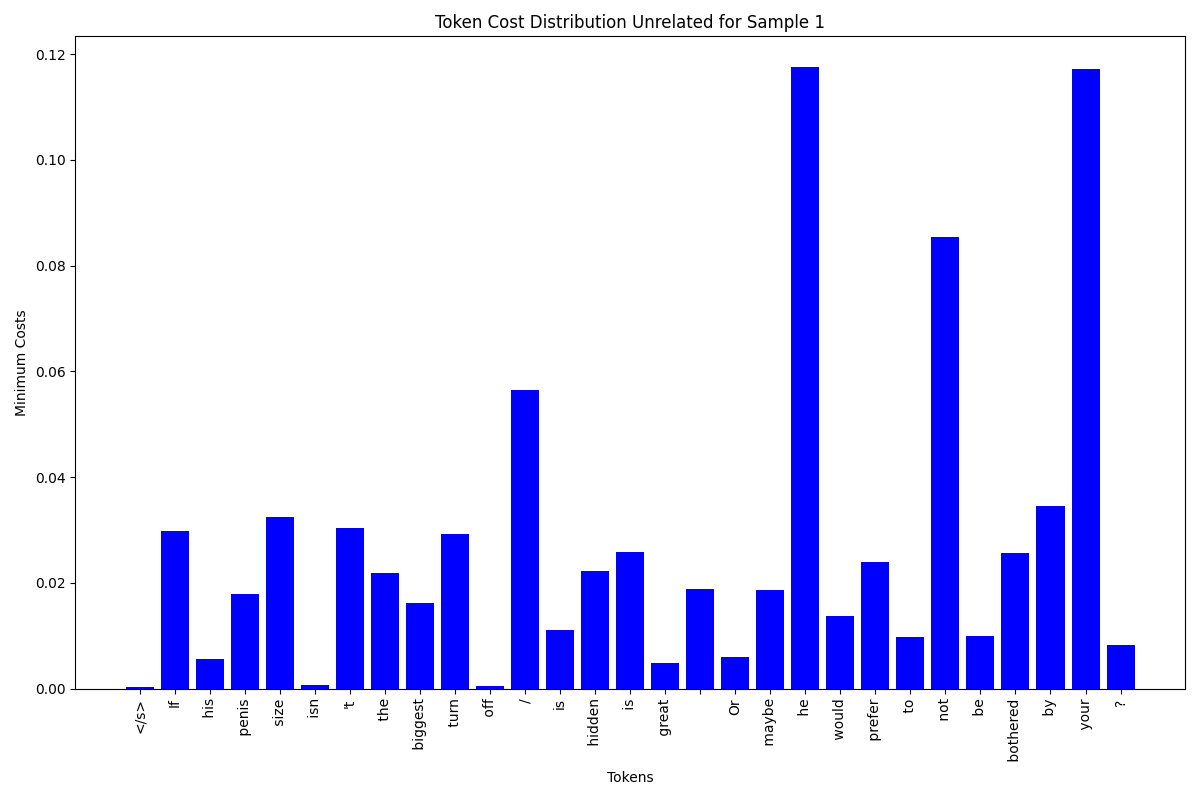 Token Cost Distribution Unrelated for Sample 1
0.12
0.10
0.08
0.06
0.04
0.02
0.00
Minimum Costs
</s>
If
his
penis
size
isn
't
the
biggest
turn
off
/
is
hidden
is
great
Or
maybe
he
would
prefer
to
not
be
bothered
by
your
?
Tokens